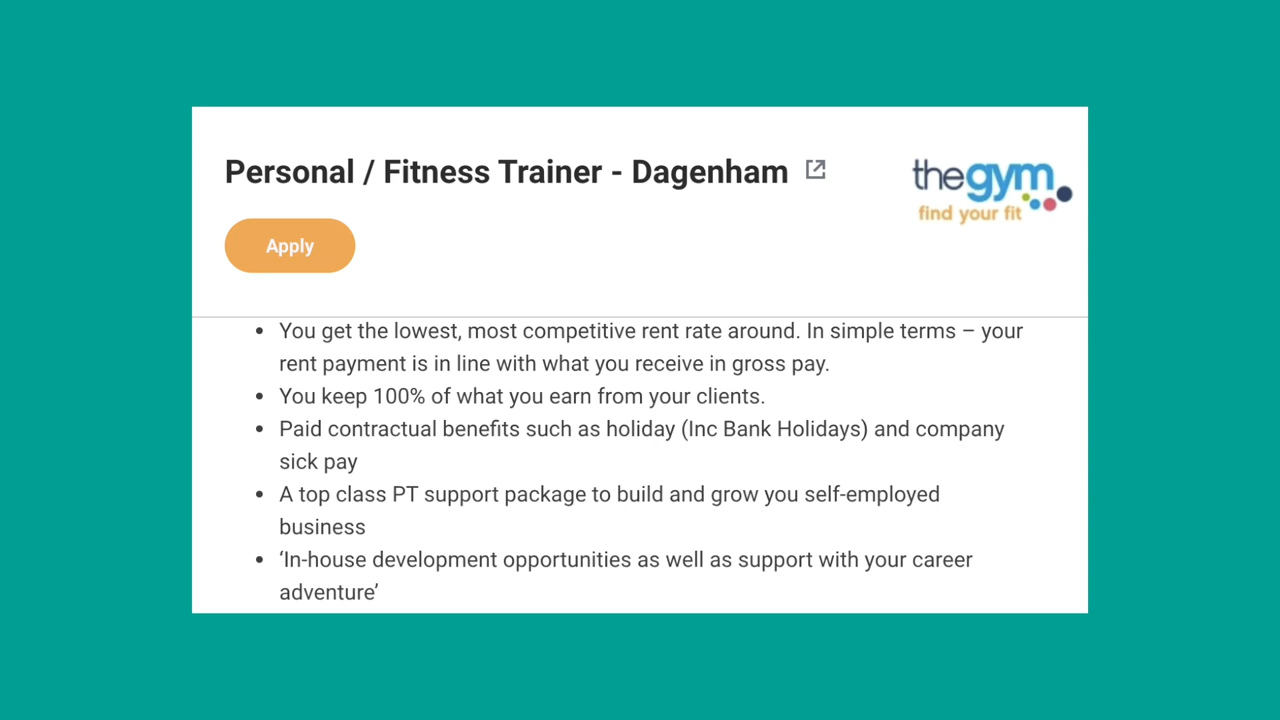 Personal / Fitness Trainer - Dagenham
thegym
find your fit
Apply
• You get the lowest, most competitive rent rate around. In simple terms – your
rent payment is in line with what you receive in gross pay.
• You keep 100% of what you earn from your clients.
• Paid contractual benefits such as holiday (Inc Bank Holidays) and company
sick pay
• A top class PT support package to build and grow you self-employed
business
• ‘In-house development opportunities as well as support with your career
adventure’